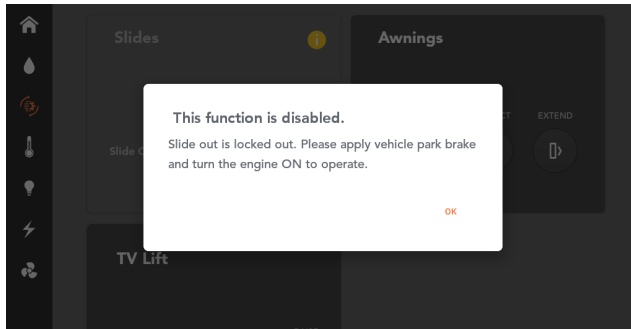 Slides
Awnings
EXTEND
This function is disabled.
Slide out is locked out. Please apply vehicle park brake
and turn the engine ON to operate.
Slide
OK
TV Lift